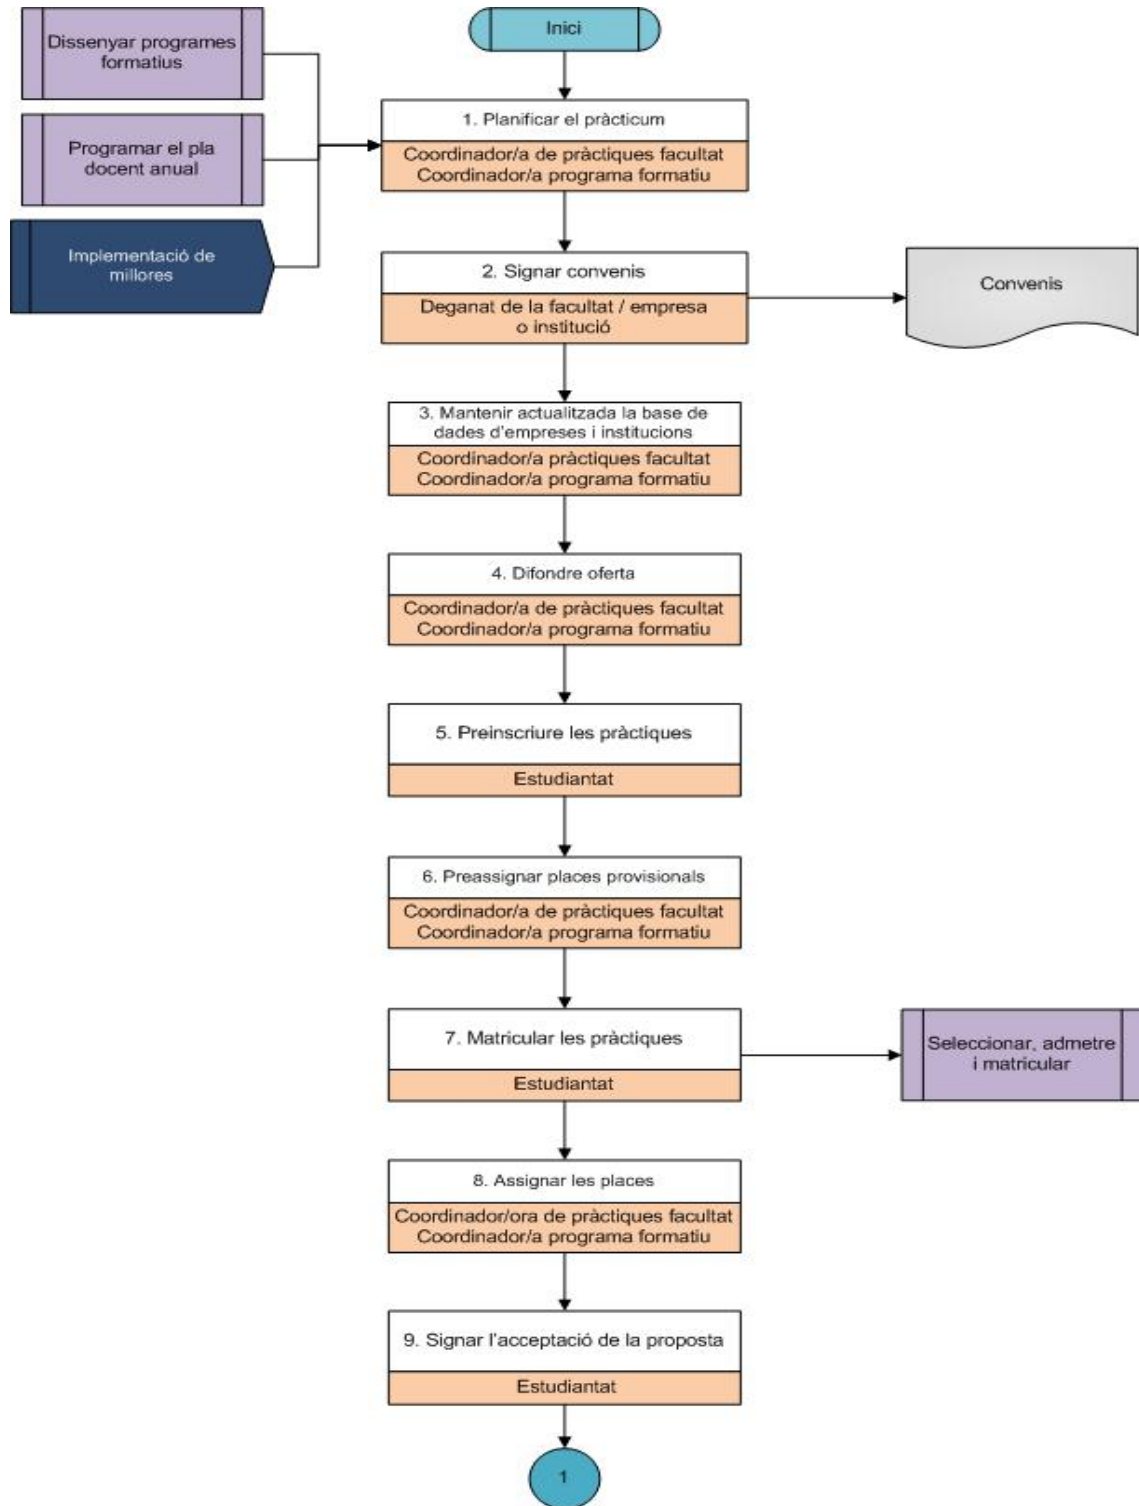 Inici
Dissenyar programes
formatius
Programar el pla
docent anual
Implementació de
millores
1. Planificar el pràcticum
Coordinador/a de pràctiques facultat
Coordinador/a programa formatiu
2. Signar convenis
Deganat de la facultat / empresa
o institució
Convenis
3. Mantenir actualitzada la base de
dades d'empreses i institucions
Coordinador/a pràctiques facultat
Coordinador/a programa formatiu
4. Difondre oferta
Coordinador/a de pràctiques facultat
Coordinador/a programa formatiu
5. Preinscriure les pràctiques
Estudiantat
6. Preassignar places provisionals
Coordinador/a de pràctiques facultat
Coordinador/a programa formatiu
7. Matricular les pràctiques
Estudiantat
Seleccionar, admetre
i matricular
8. Assignar les places
Coordinador/ora de pràctiques facultat
Coordinador/a programa formatiu
9. Signar l'acceptació de la proposta
Estudiantat
1